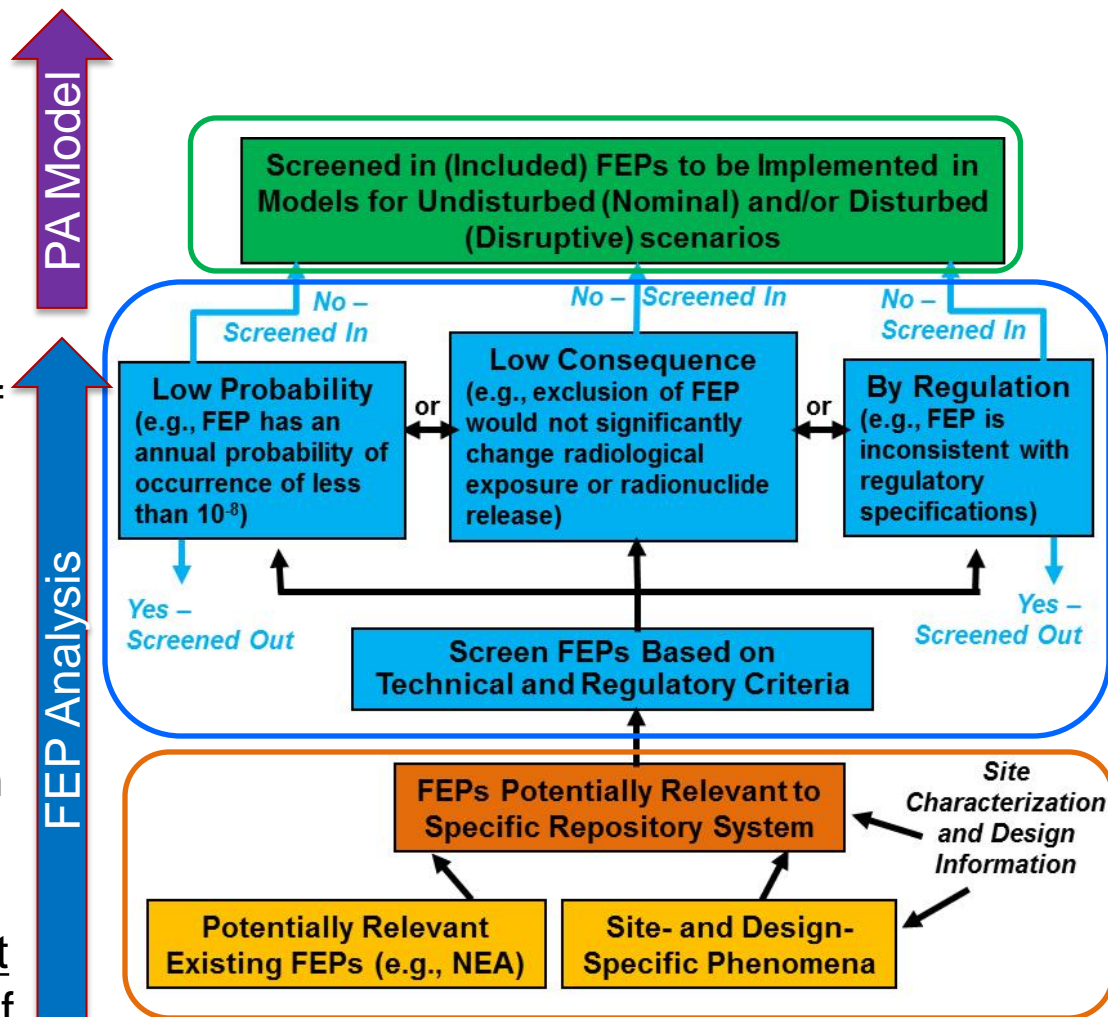 PA Model
Screened in (Included) FEPs to be Implemented in
Models for Undisturbed (Nominal) and/or Disturbed
(Disruptive) scenarios
No –
Screened In
No – Screened In
No –
Screened In
Low Probability
(e.g., FEP has an
annual probability of
occurrence of less
than 10⁻⁸)
or
Low Consequence
(e.g., exclusion of FEP
would not significantly
change radiological
exposure or radionuclide
release)
or
By Regulation
(e.g., FEP is
inconsistent with
regulatory
specifications)
Yes –
Screened Out
Yes –
Screened Out
FEP Analysis
Screen FEPs Based on
Technical and Regulatory Criteria
FEPs Potentially Relevant to
Specific Repository System
Site
Characterization
and Design
Information
Potentially Relevant
Existing FEPs (e.g., NEA)
Site- and Design-
Specific Phenomena